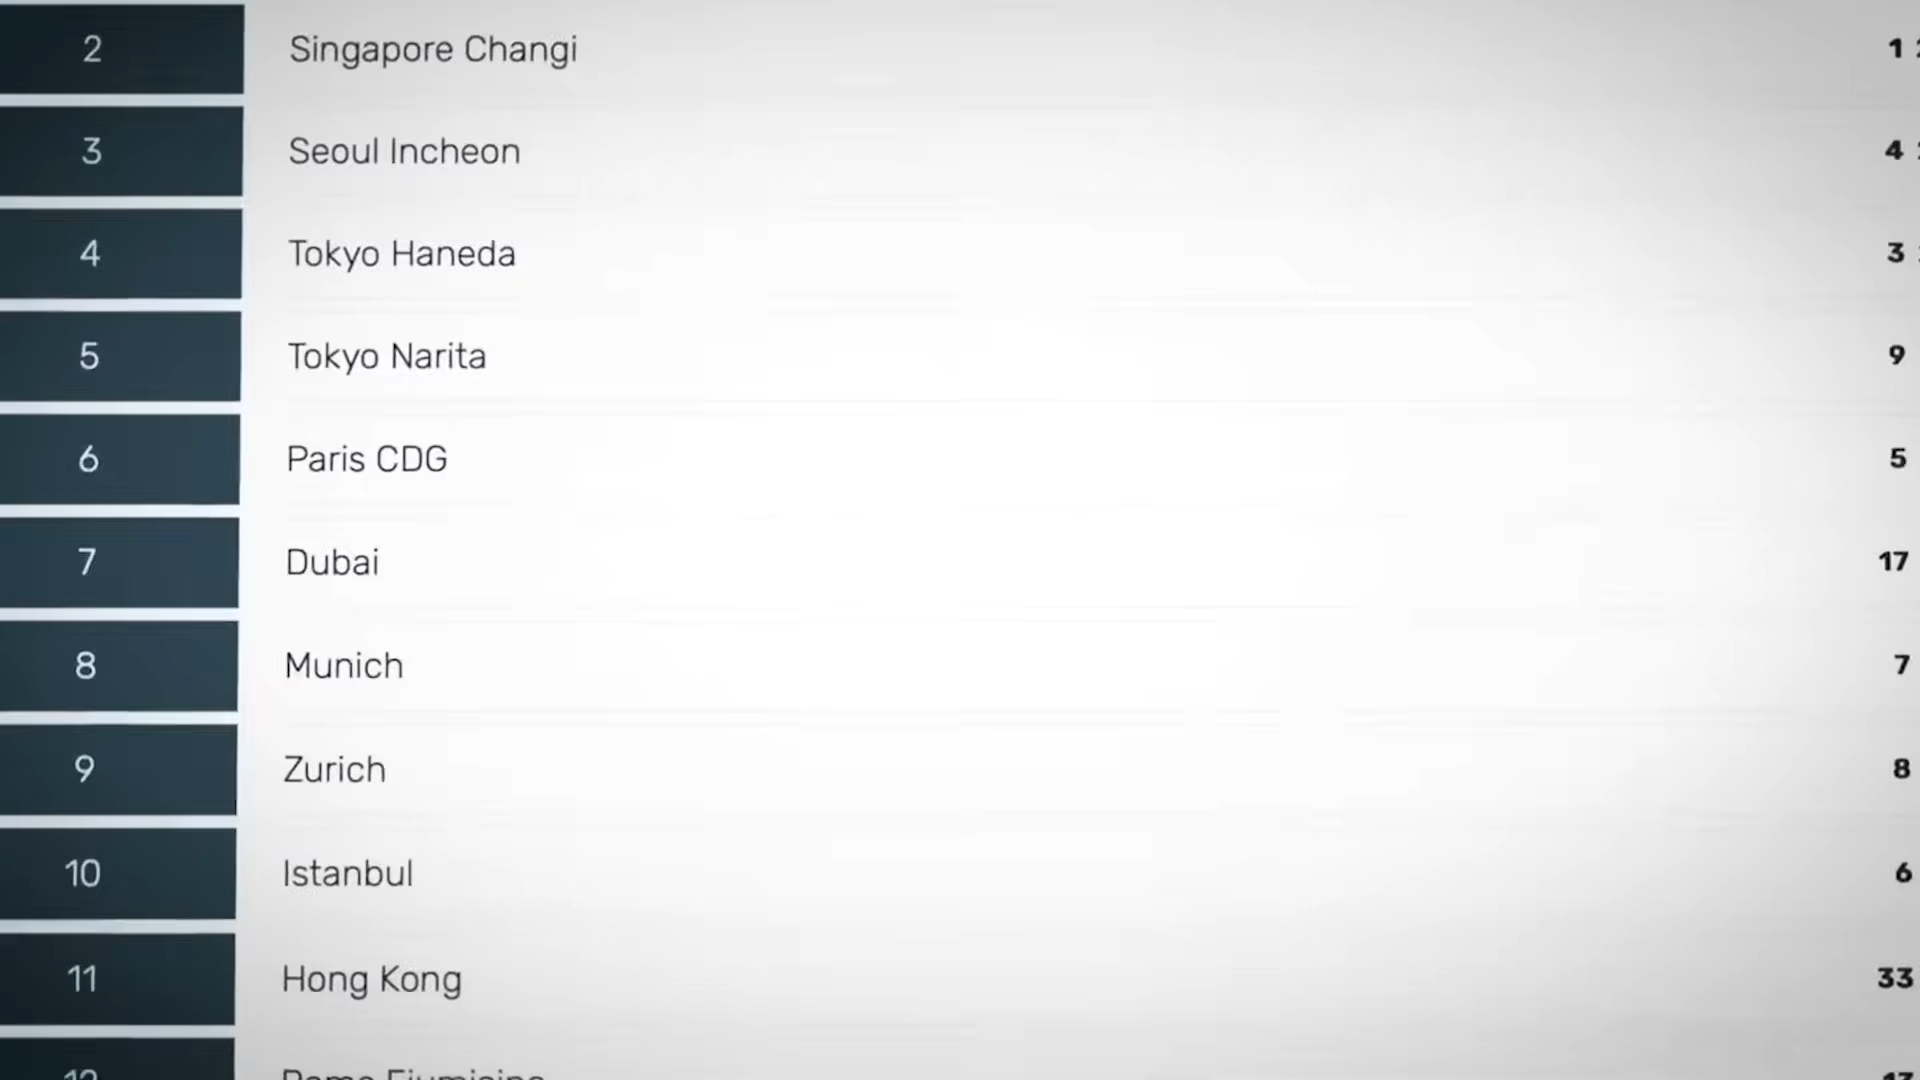 2 Singapore Changi 1
3 Seoul Incheon 4
4 Tokyo Haneda 3
5 Tokyo Narita 9
6 Paris CDG 5
7 Dubai 17
8 Munich 7
9 Zurich 8
10 Istanbul 6
11 Hong Kong 33